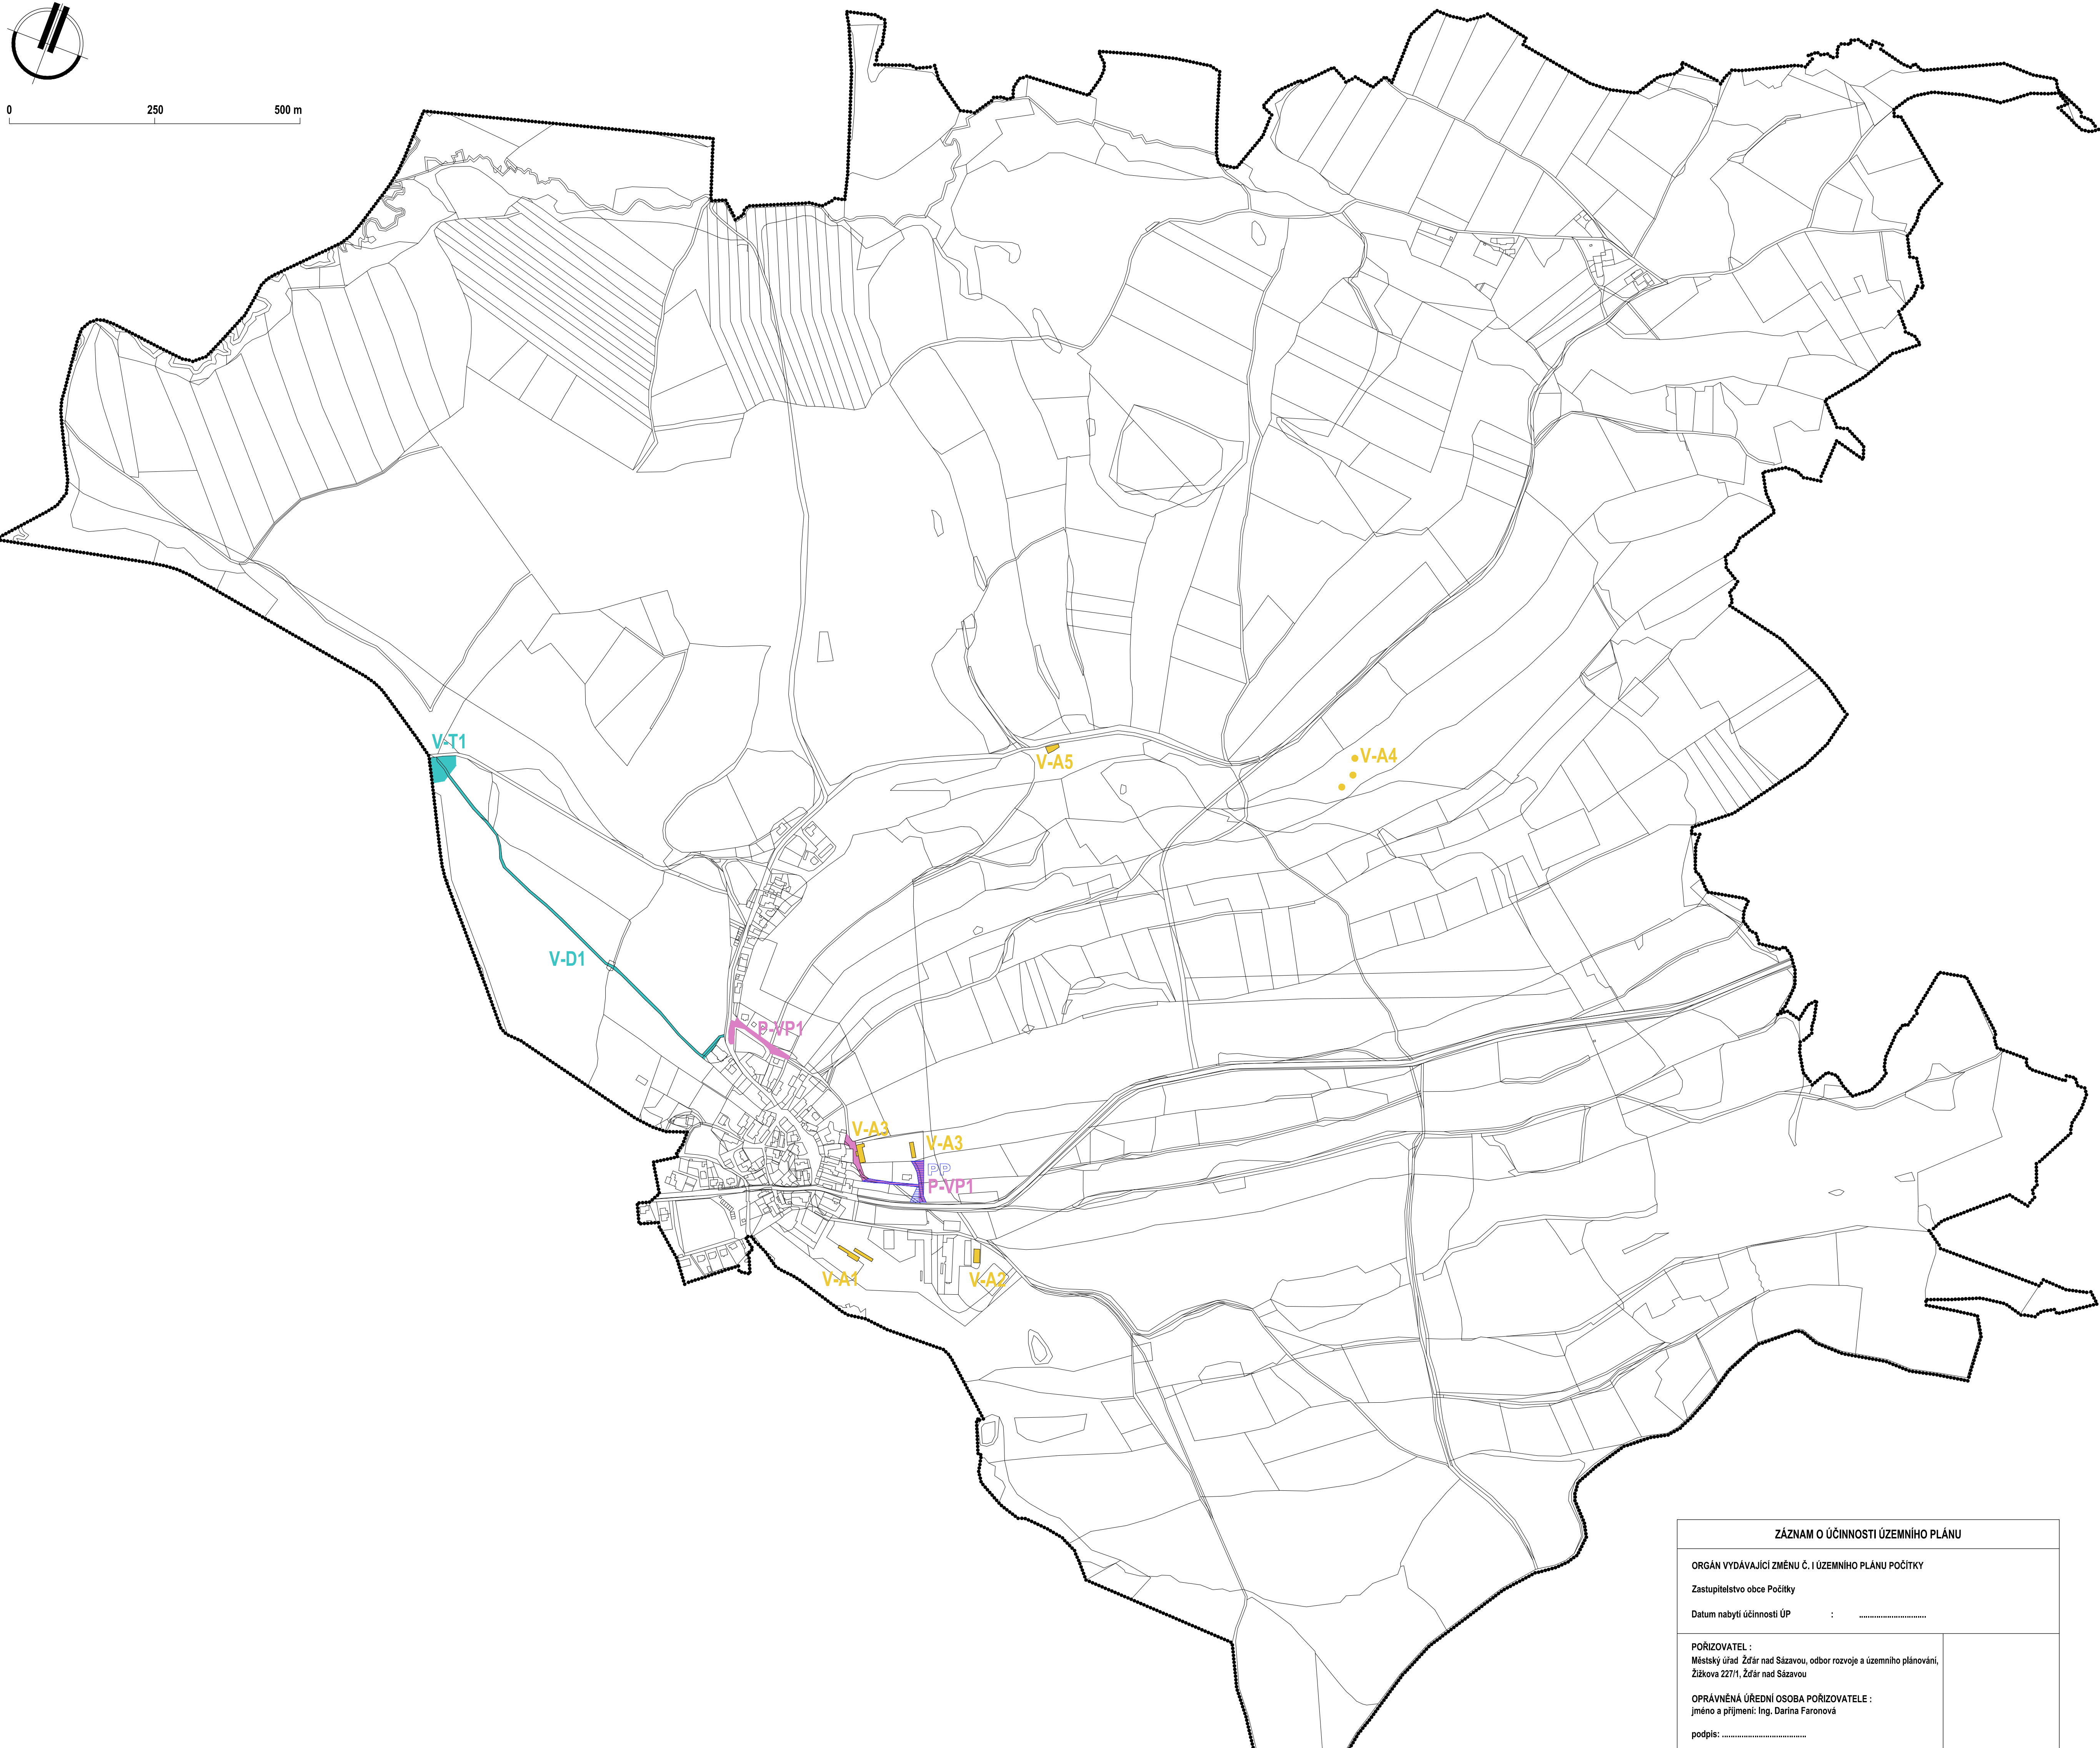 0 250 500 m
V-T1
V-A5
V-A4
V-D1
P-VP1
V-A3
V-A3
PP
P-VP1
V-A1
V-A2
ZÁZNAM O ÚČINNOSTI ÚZEMNÍHO PLÁNU
ORGÁN VYDÁVAJÍCÍ ZMĚNU Č. I ÚZEMNÍHO PLÁNU POČÍTKY
Zastupitelstvo obce Počítky
Datum nabytí účinnosti ÚP : ..............................
POŘIZOVATEL :
Městský úřad Žďár nad Sázavou, odbor rozvoje a územního plánování,
Žižkova 227/1, Žďár nad Sázavou
OPRÁVNĚNÁ ÚŘEDNÍ OSOBA POŘIZOVATELE :
jméno a příjmení: Ing. Darina Faronová
podpis: ......................................